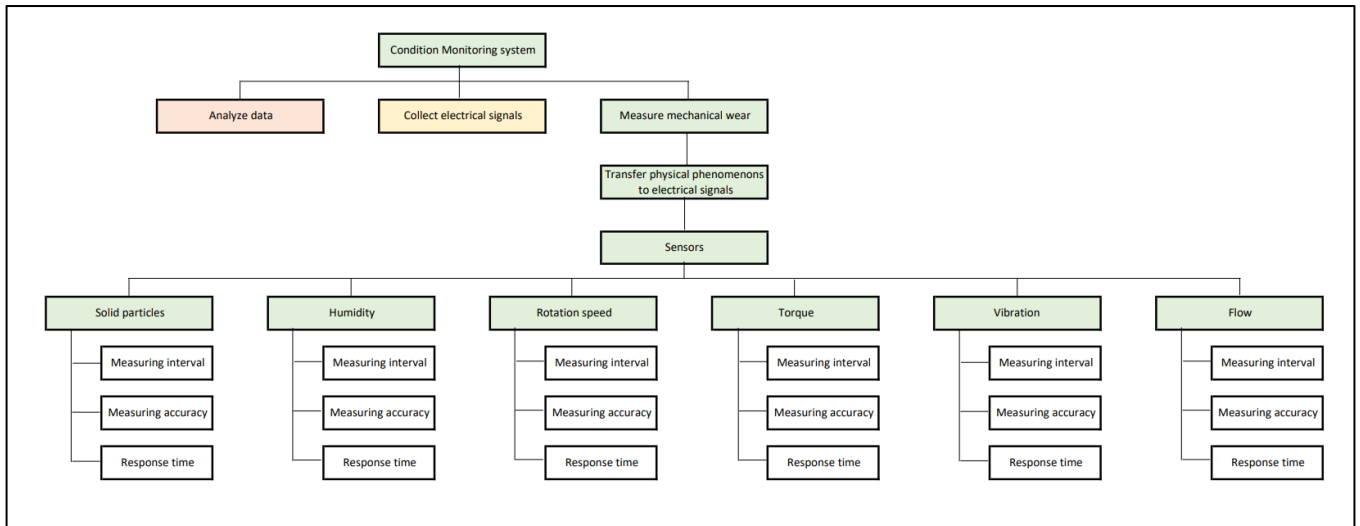 Condition Monitoring system
Analyze data
Collect electrical signals
Measure mechanical wear
Transfer physical phenomenons
to electrical signals
Sensors
Solid particles
Humidity
Rotation speed
Torque
Vibration
Flow
Measuring interval
Measuring interval
Measuring interval
Measuring interval
Measuring interval
Measuring interval
Measuring accuracy
Measuring accuracy
Measuring accuracy
Measuring accuracy
Measuring accuracy
Measuring accuracy
Response time
Response time
Response time
Response time
Response time
Response time